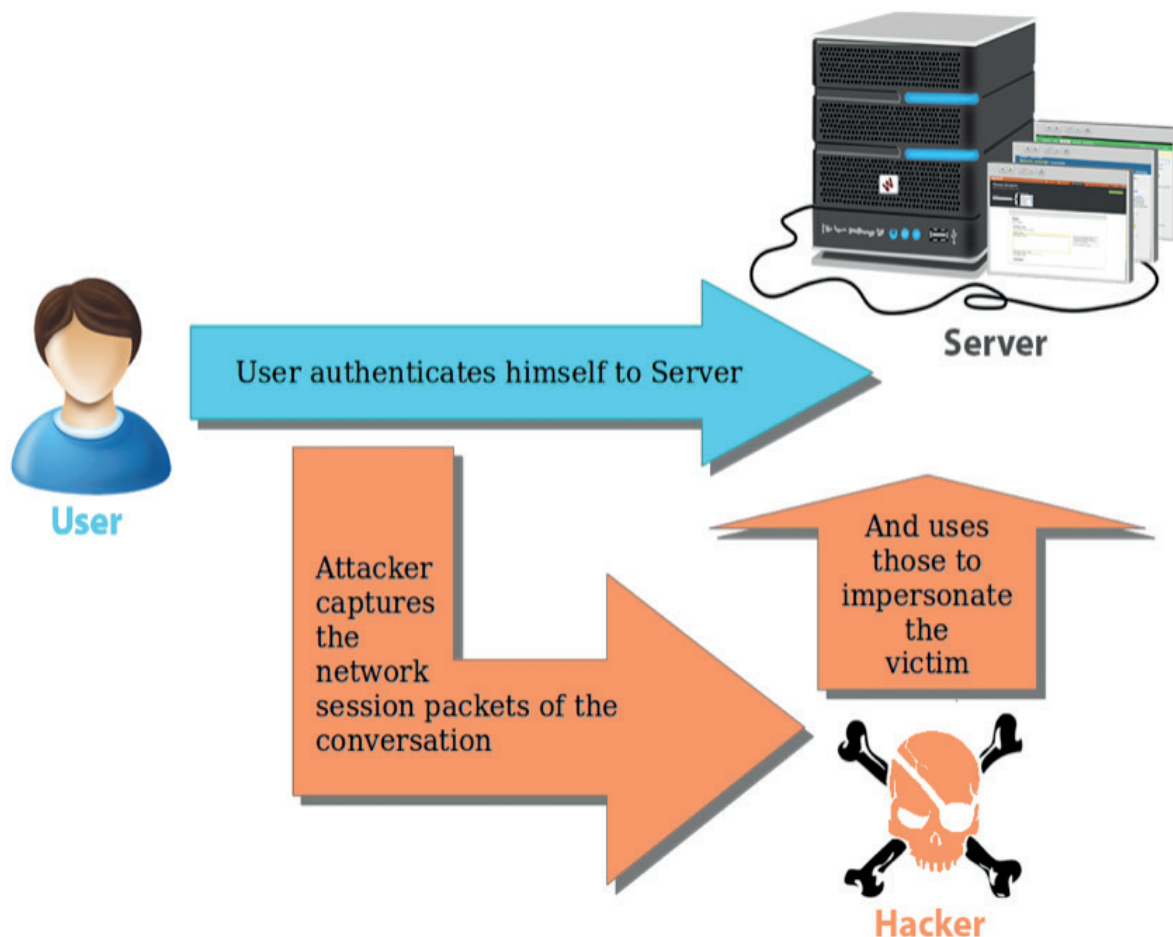 Server
User authenticates himself to Server
User
Attacker
captures
the
network
session packets of the
conversation
And uses
those to
impersonate
the
victim
Hacker